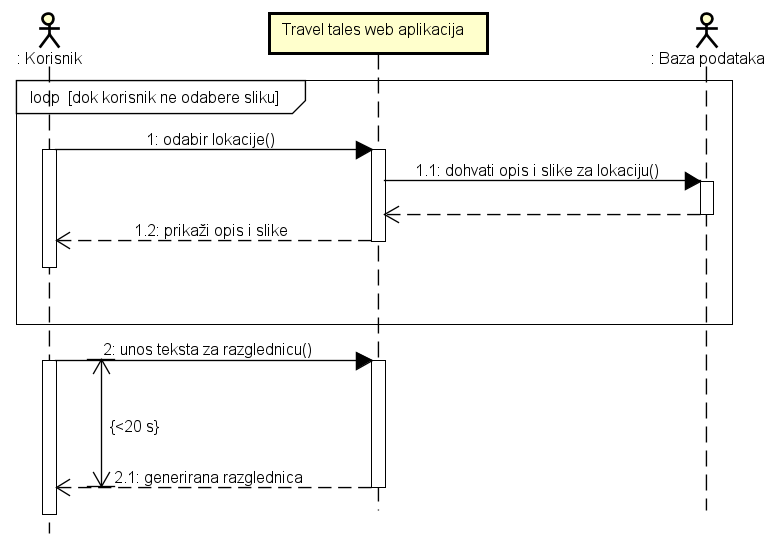 Travel tales web aplikacija
: Korisnik
: Baza podataka
loop [dok korisnik ne odabere sliku]
1: odabir lokacije()
1.1: dohvati opis i slike za lokaciju()
1.2: prikaži opis i slike
2: unos teksta za razglednicu()
{<20 s}
2.1: generirana razglednica